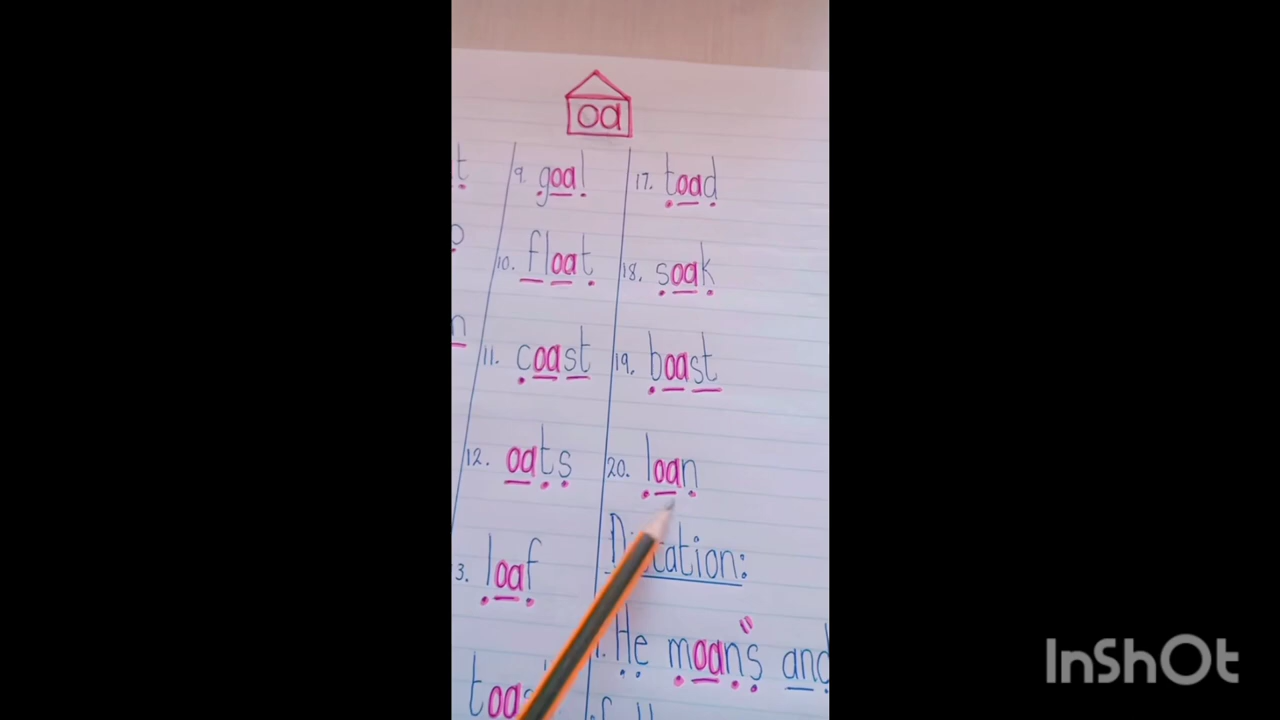 oa
9. goal
10. float
11. coast
12. oats
3. loaf
17. toad
18. soak
19. boast
20. loan
He moans and
InShOt